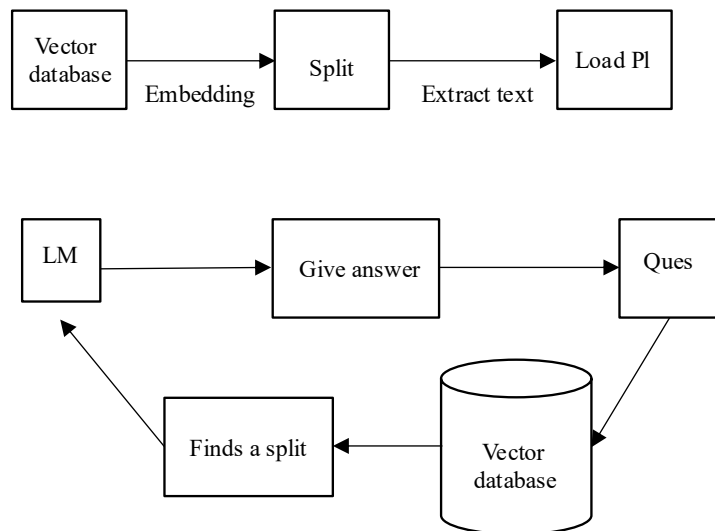 Vector
database
Embedding
Split
Extract text
Load Pl
LM
Give answer
Ques
Finds a split
Vector
database